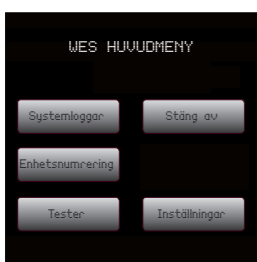 WES HUVUDMENY
Systemloggar
Stäng av
Enhetsnumrering
Tester
Inställningar